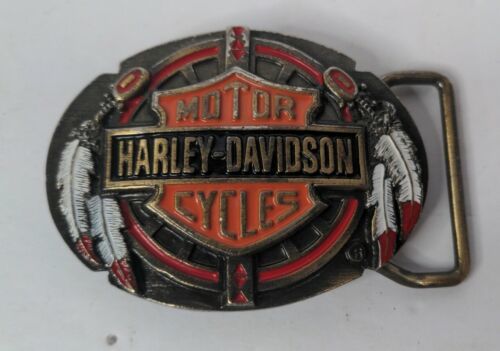 MOTOR
HARLEY-DAVIDSON
CYCLES
®